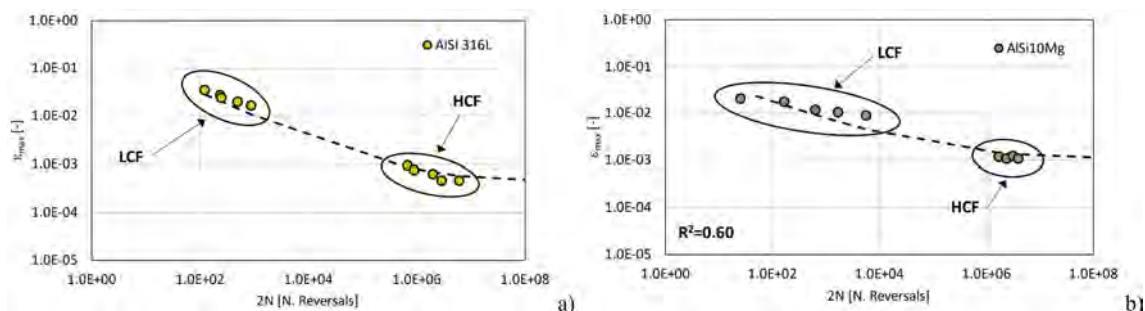 1.0E+00
AISI 316L
1.0E-01
LCF
HCF
1.0E-02
1.0E-03
1.0E-04
1.0E-05
εmax [-]
1.0E+00 1.0E+02 1.0E+04 1.0E+06 1.0E+08
2N [N. Reversals]
a)
1.0E+00
AlSi10Mg
1.0E-01
LCF
1.0E-02
1.0E-03
HCF
1.0E-04
R²=0.60
1.0E-05
εmax [-]
1.0E+00 1.0E+02 1.0E+04 1.0E+06 1.0E+08
2N [N. Reversals]
b)